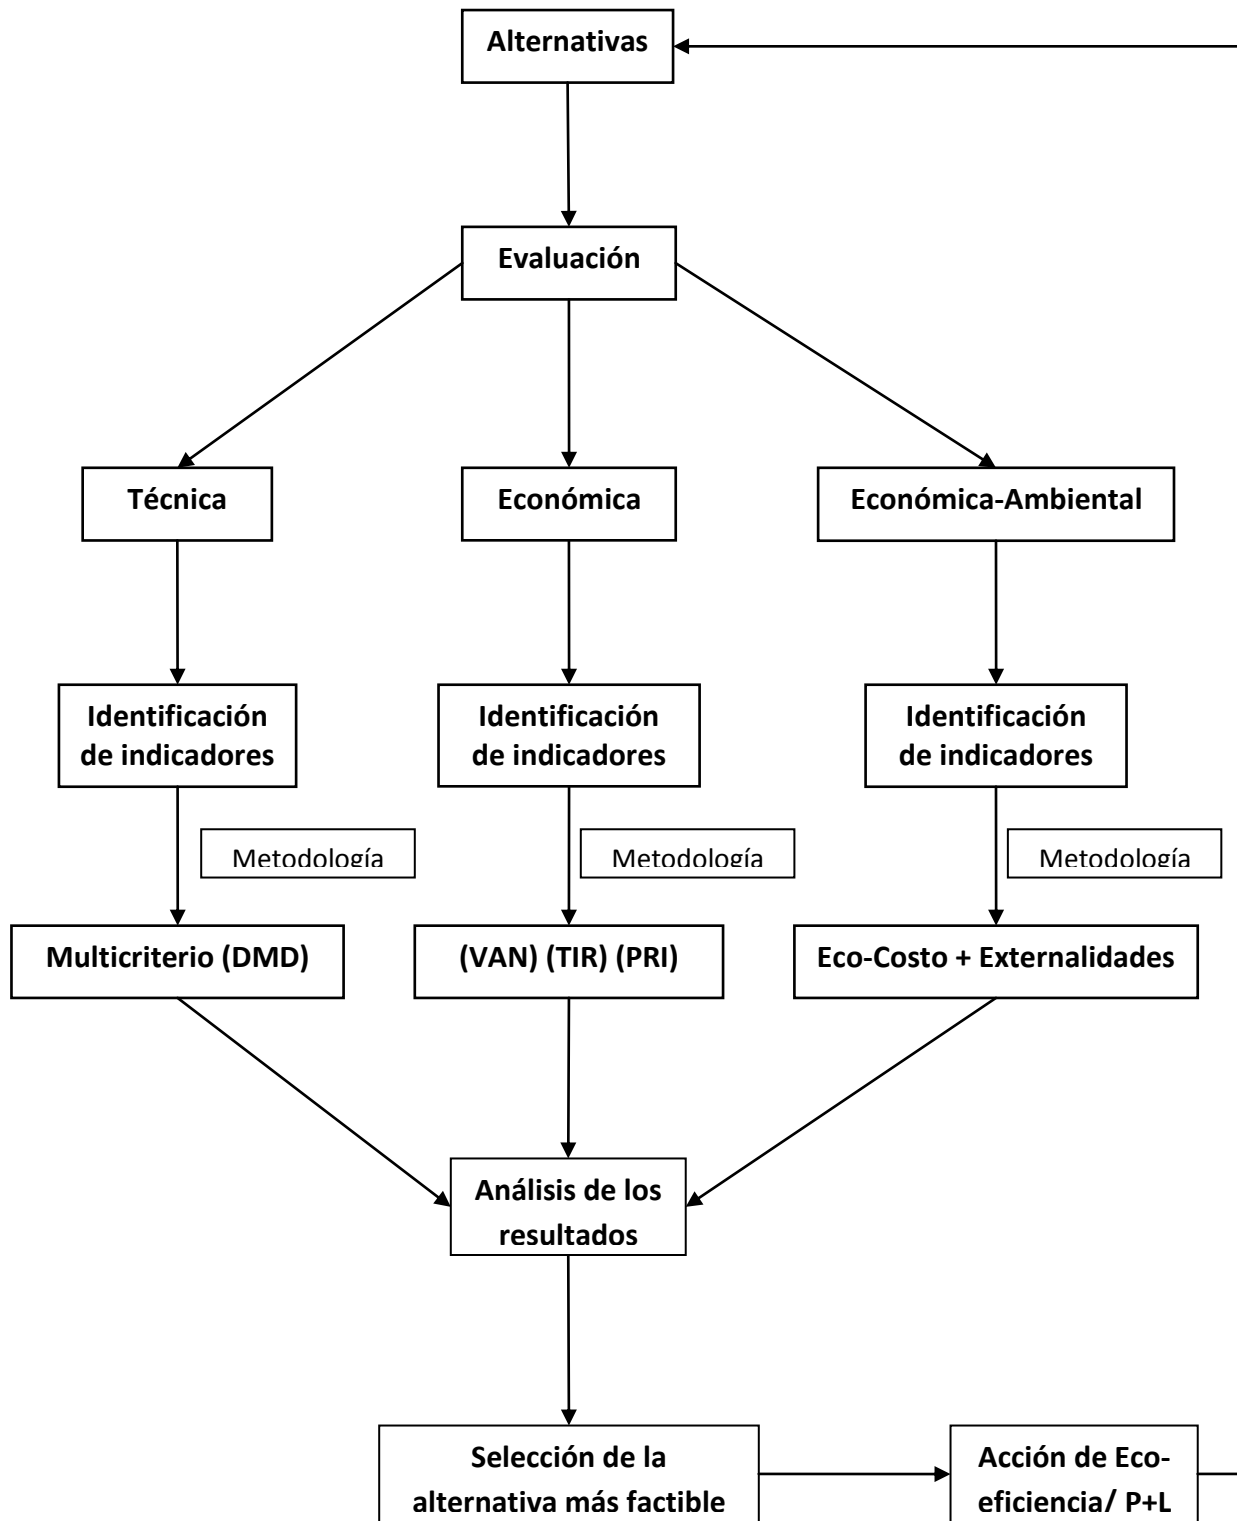 Alternativas
Evaluación
Técnica
Económica
Económica-Ambiental
Identificación
de indicadores
Identificación
de indicadores
Identificación
de indicadores
Metodología
Metodología
Metodología
Multicriterio (DMD)
(VAN) (TIR) (PRI)
Eco-Costo + Externalidades
Análisis de los
resultados
Selección de la
alternativa más factible
Acción de Eco-
eficiencia/ P+L